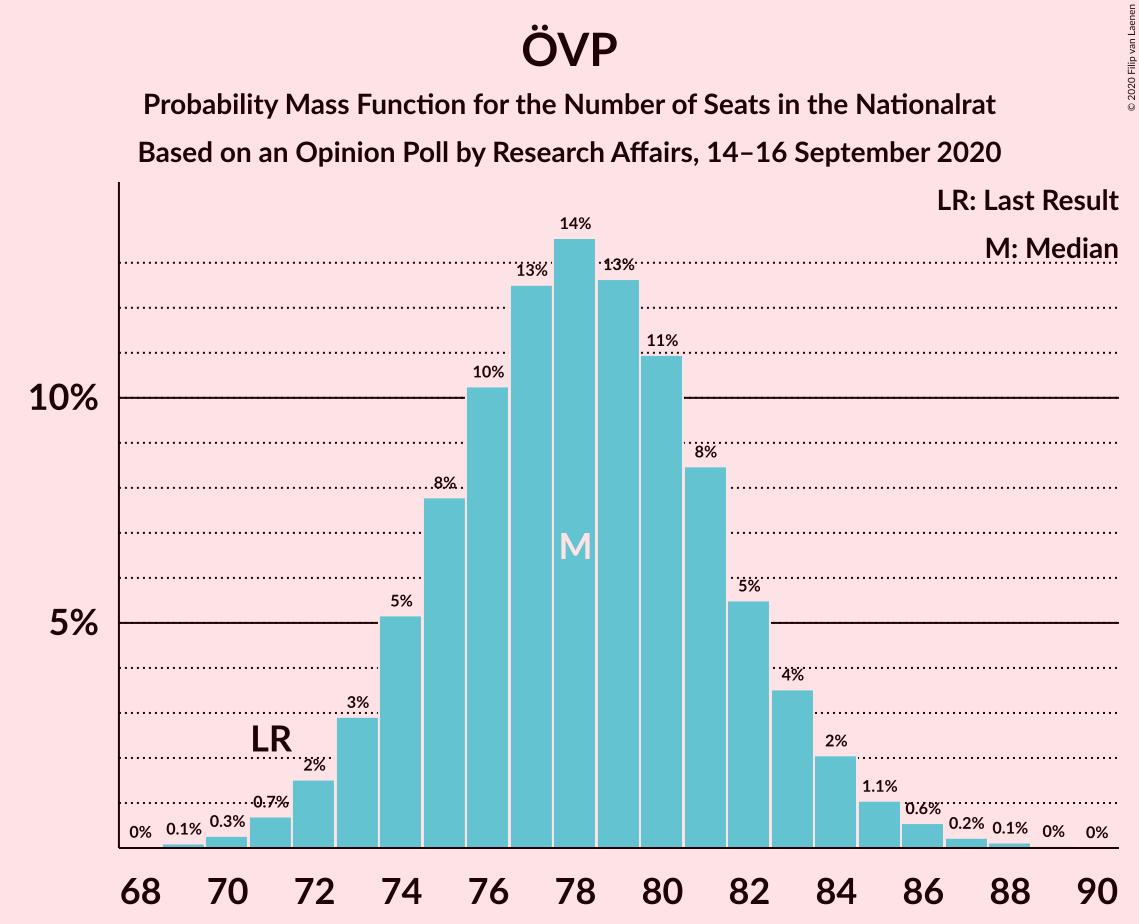 ÖVP
Probability Mass Function for the Number of Seats in the Nationalrat
Based on an Opinion Poll by Research Affairs, 14–16 September 2020
© 2020 Filip van Laenen
LR: Last Result
M: Median
10%
5%
0%
0.1%
0.3%
0.7%
2%
3%
5%
8%
10%
13%
14%
13%
11%
8%
5%
4%
2%
1.1%
0.6%
0.2%
0.1%
0%
0%
LR
M
68 70 72 74 76 78 80 82 84 86 88 90